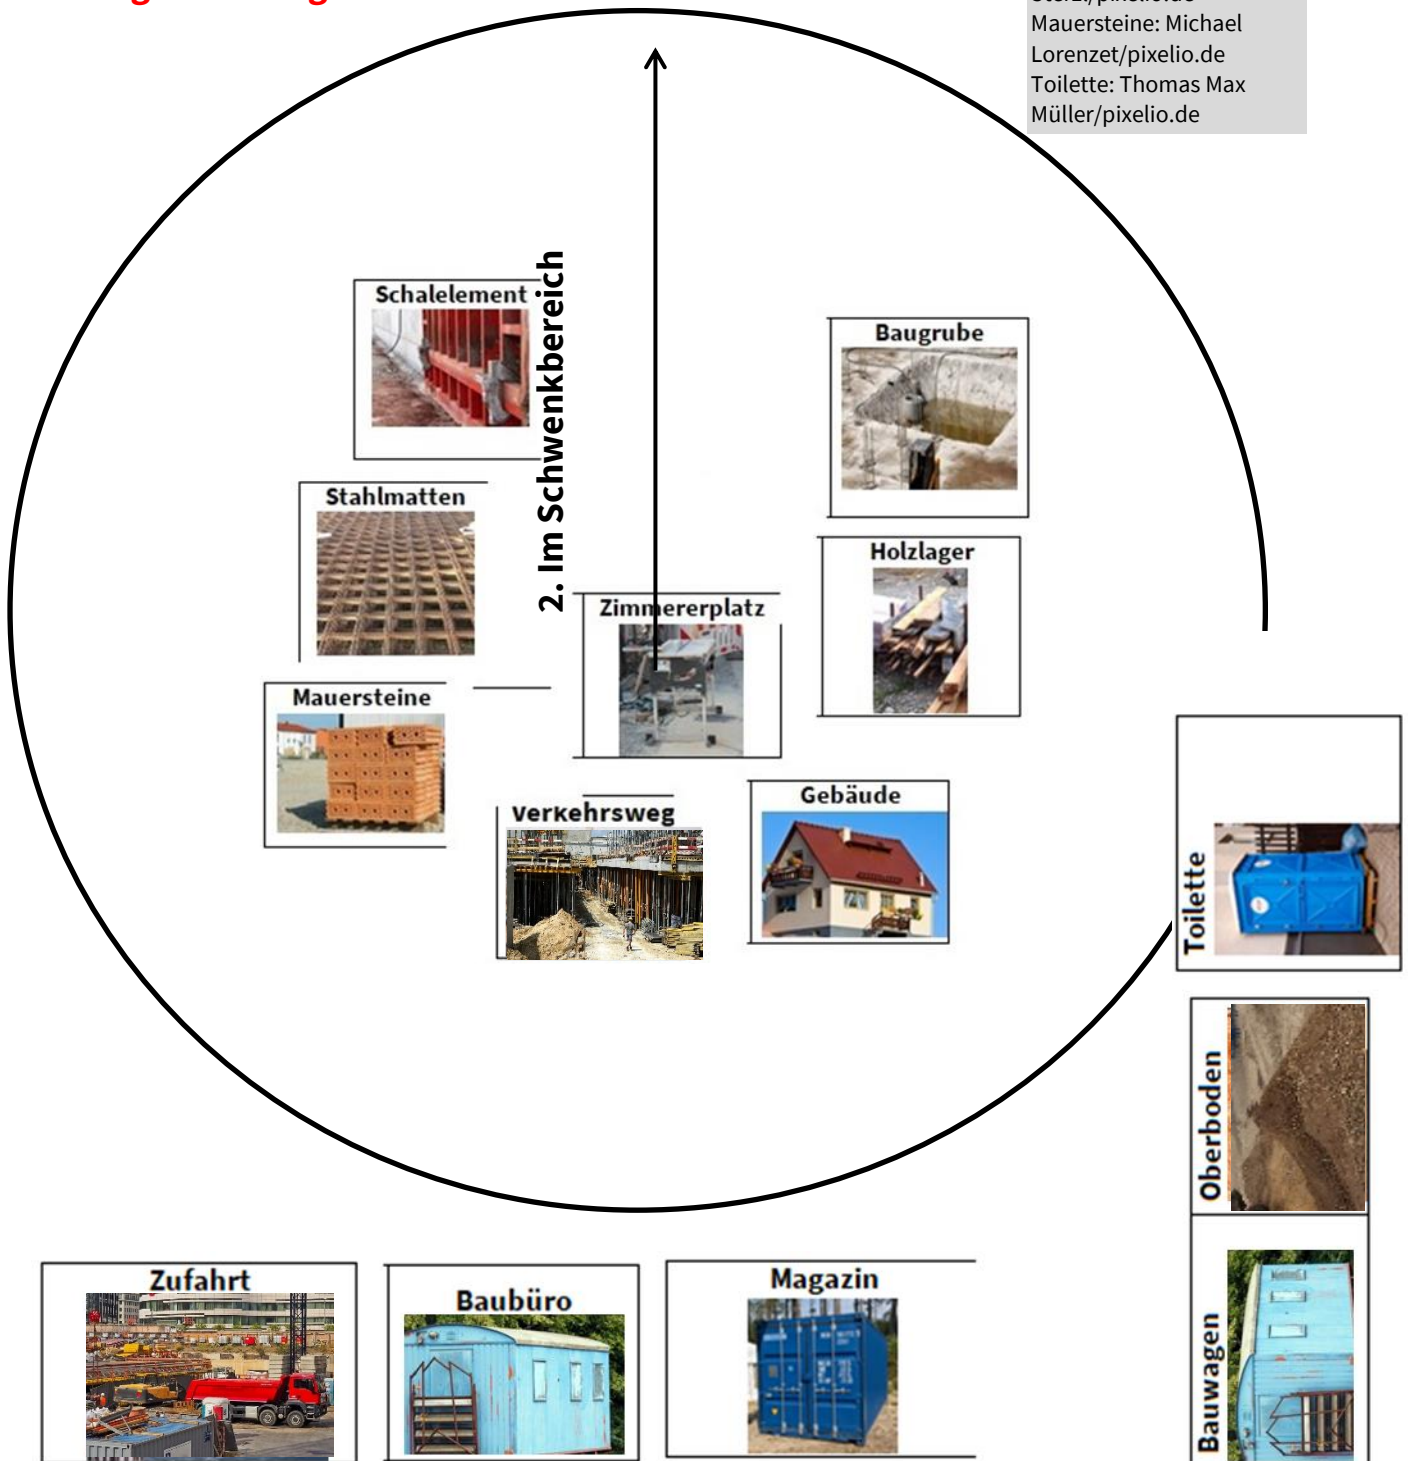 Mauersteine: Michael
Lorenzet/pixelio.de
Toilette: Thomas Max
Müller/pixelio.de
2. Im Schwenkbereich
Schalelement
Baugrube
Stahlmatten
Holzlager
Zimmererplatz
Mauersteine
Gebäude
Verkehrsweg
Toilette
Oberboden
Bauwagen
Zufahrt
Baubüro
Magazin